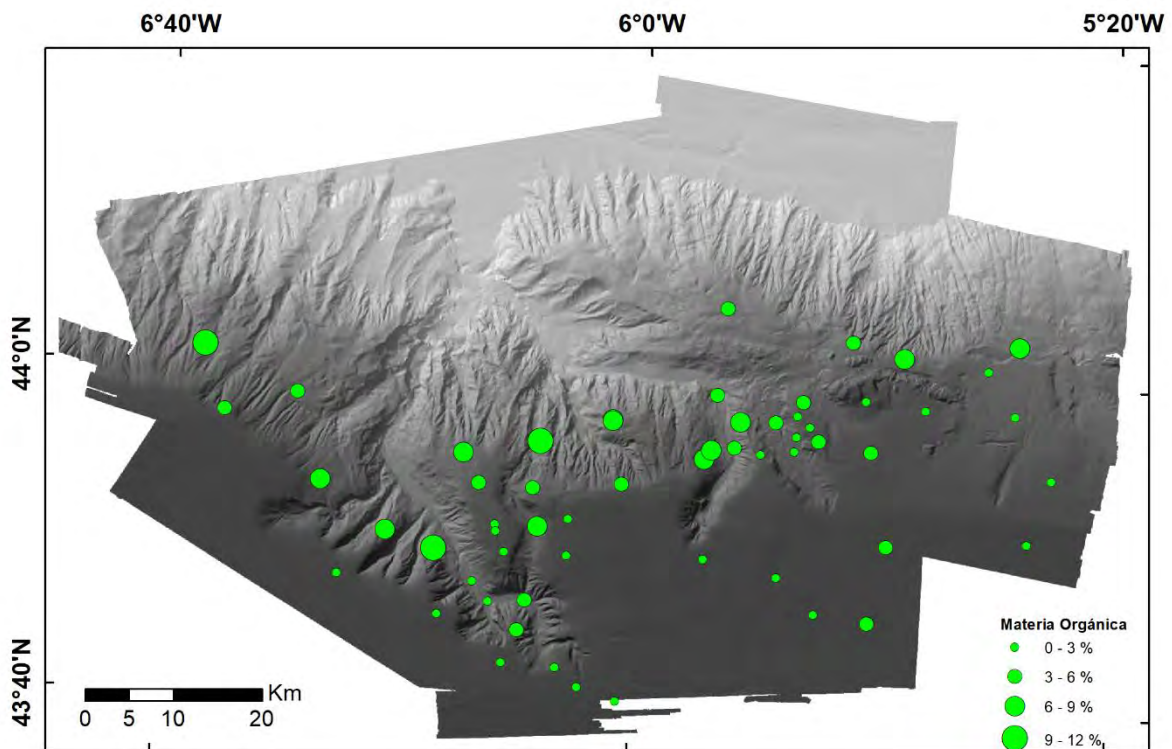 6°40'W 6°0'W 5°20'W
44°0'N
43°40'N
Km
0 5 10 20
Materia Orgánica
0 - 3 %
3 - 6 %
6 - 9 %
9 - 12 %